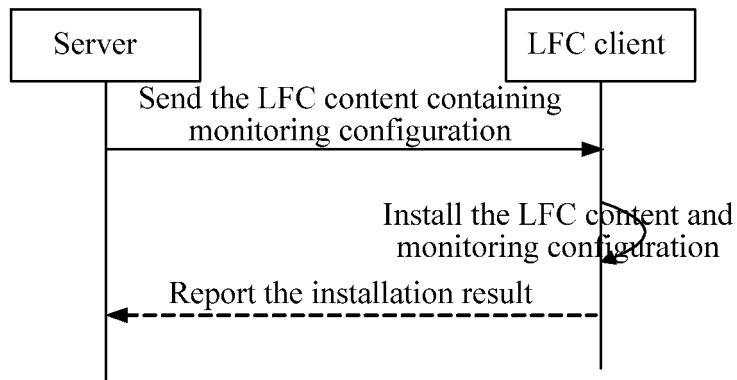 Server
LFC client
Send the LFC content containing
monitoring configuration
Install the LFC content and
monitoring configuration
Report the installation result